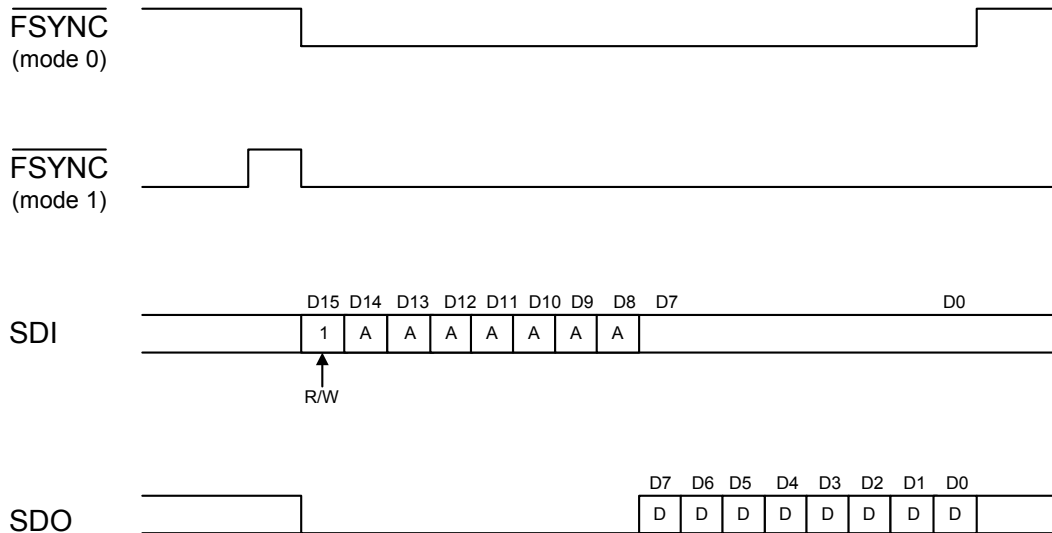 FSYNC
(mode 0)
FSYNC
(mode 1)
D15 D14 D13 D12 D11 D10 D9 D8 D7 D0
SDI 1 A A A A A A A
R/W
D7 D6 D5 D4 D3 D2 D1 D0
SDO D D D D D D D D